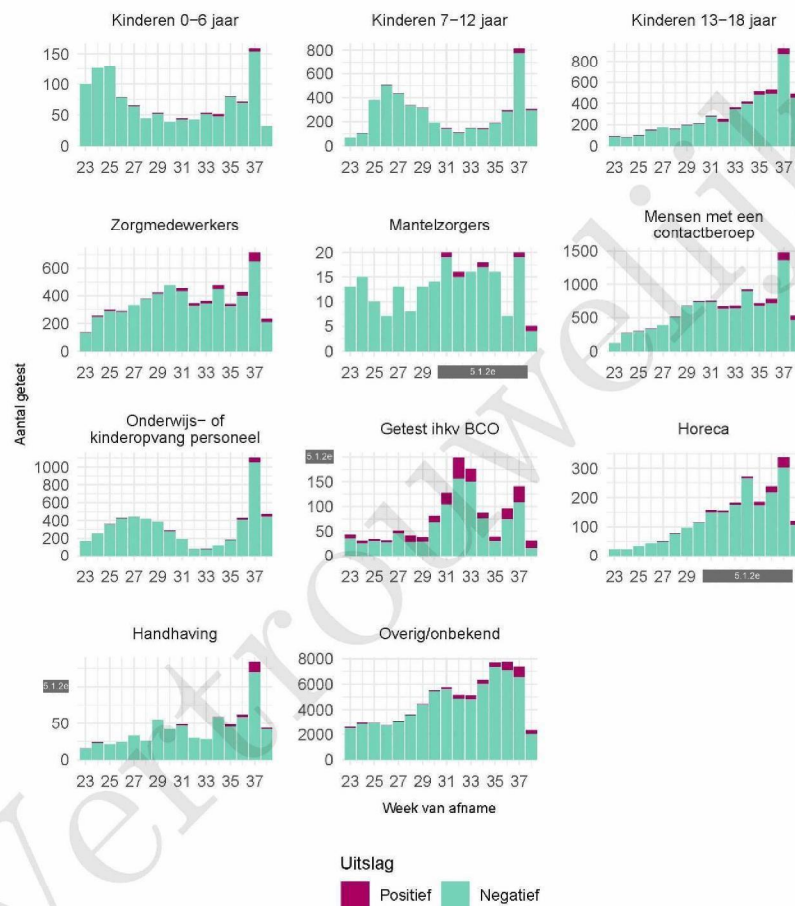 Kinderen 0−6 jaar
Kinderen 7−12 jaar
Kinderen 13−18 jaar
150
100
50
0
23 25 27 29 31 33 35 37
800
600
400
200
0
23 25 27 29 31 33 35 37
800
600
400
200
0
23 25 27 29 31 33 35 37
Zorgmedewerkers
Mantelzorgers
Mensen met een
contactberoep
600
400
200
0
23 25 27 29 31 33 35 37
20
15
10
5
0
23 25 27 29 5.1.2e
1500
1000
500
0
23 25 27 29 31 33 35 37
Aantal getest
Onderwijs− of
kinderopvang personeel
Getest ihkv BCO
Horeca
1000
800
600
400
200
0
23 25 27 29 31 33 35 37
5.1.2e
150
100
50
0
23 25 27 29 31 33 35 37
300
200
100
0
23 25 27 29 5.1.2e
Handhaving
Overig/onbekend
5.1.2e
50
0
23 25 27 29 31 33 35 37
8000
6000
4000
2000
0
23 25 27 29 31 33 35 37
Week van afname
Uitslag
Positief Negatief
Vertrouwelijk